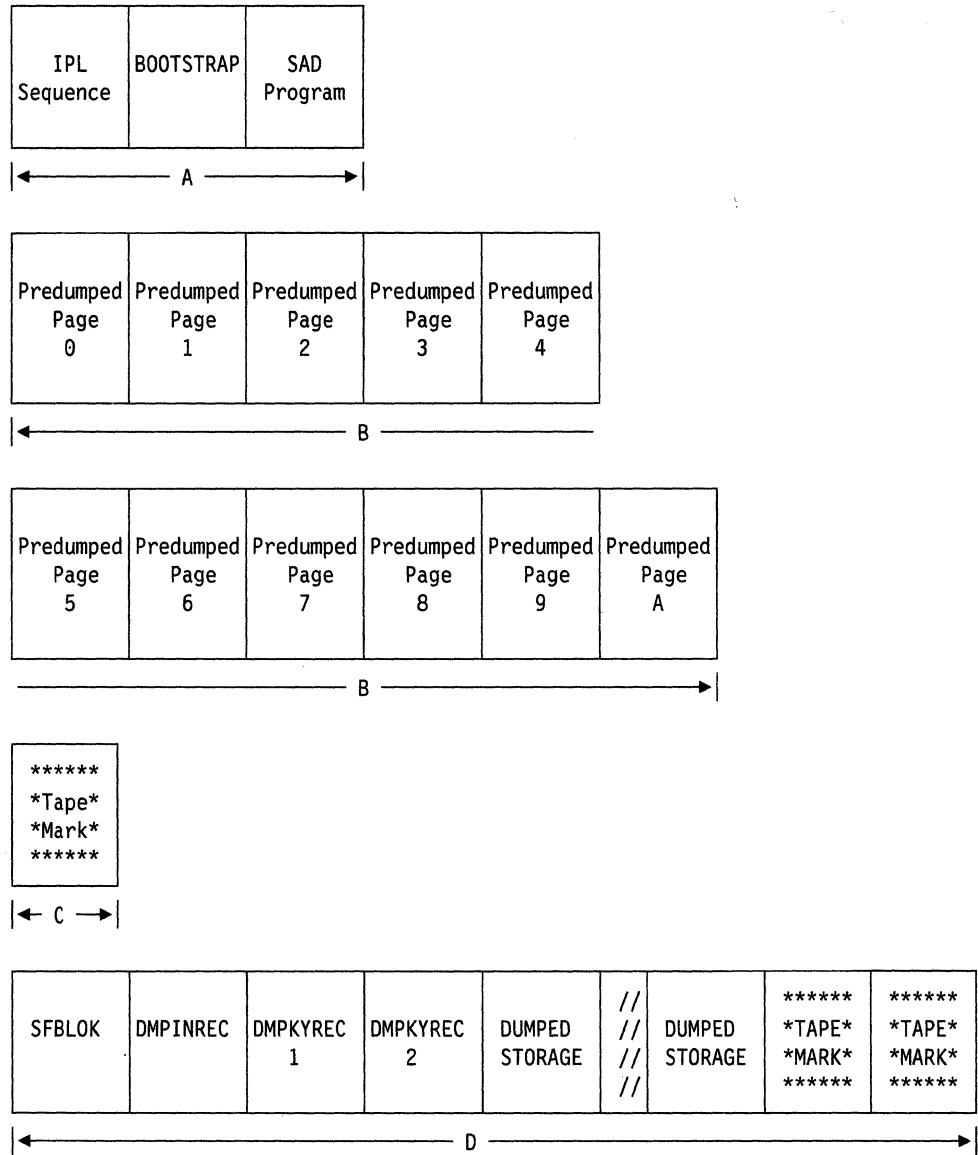 IPL BOOTSTRAP SAD
Sequence Program
A
Predumped Predumped Predumped Predumped Predumped
Page Page Page Page Page
0 1 2 3 4
B
Predumped Predumped Predumped Predumped Predumped Predumped
Page Page Page Page Page Page
5 6 7 8 9 A
B
******
*Tape*
*Mark*
******
C
// ****** ******
SFBLOK DMPINREC DMPKYREC DMPKYREC DUMPED // DUMPED *TAPE* *TAPE*
1 2 STORAGE // STORAGE *MARK* *MARK*
// ****** ******
D